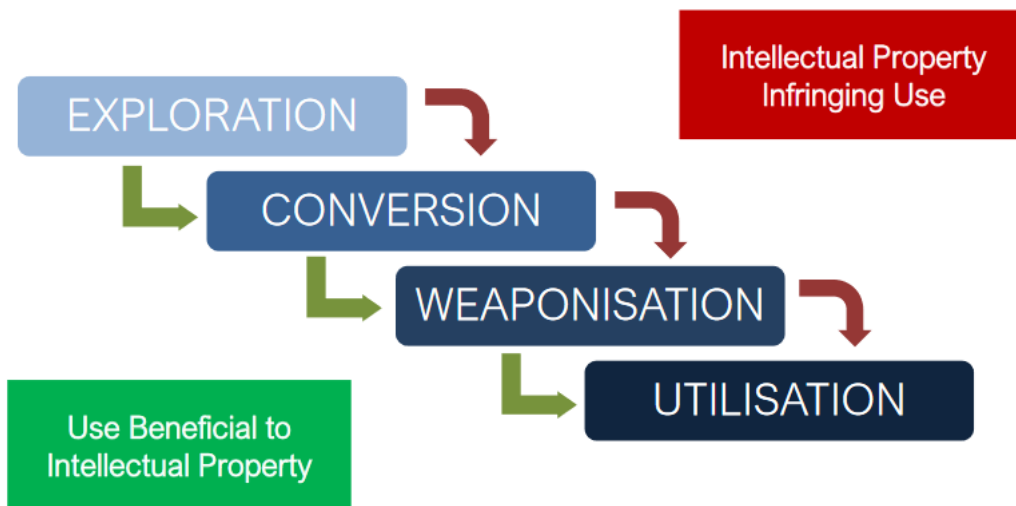 Intellectual Property
Infringing Use
EXPLORATION
CONVERSION
WEAPONISATION
UTILISATION
Use Beneficial to
Intellectual Property